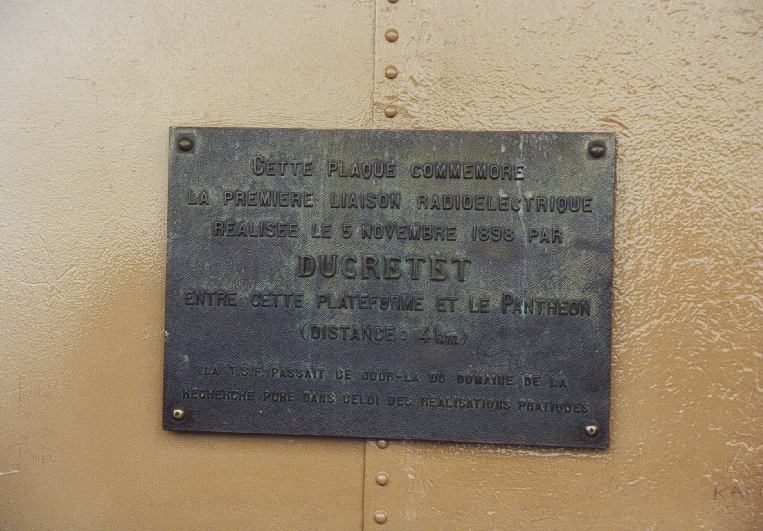 CETTE PLAQUE COMMEMORE
LA PREMIERE LIAISON RADIOELECTRIQUE
REALISEE LE 5 NOVEMBRE 1898 PAR
DUCRETET
ENTRE CETTE PLATEFORME ET LE PANTHEON
(DISTANCE : 4 km)
LA T.S.F. PASSAIT CE JOUR-LA DU DOMAINE DE LA
RECHERCHE PURE DANS CELUI DES REALISATIONS PRATIQUES